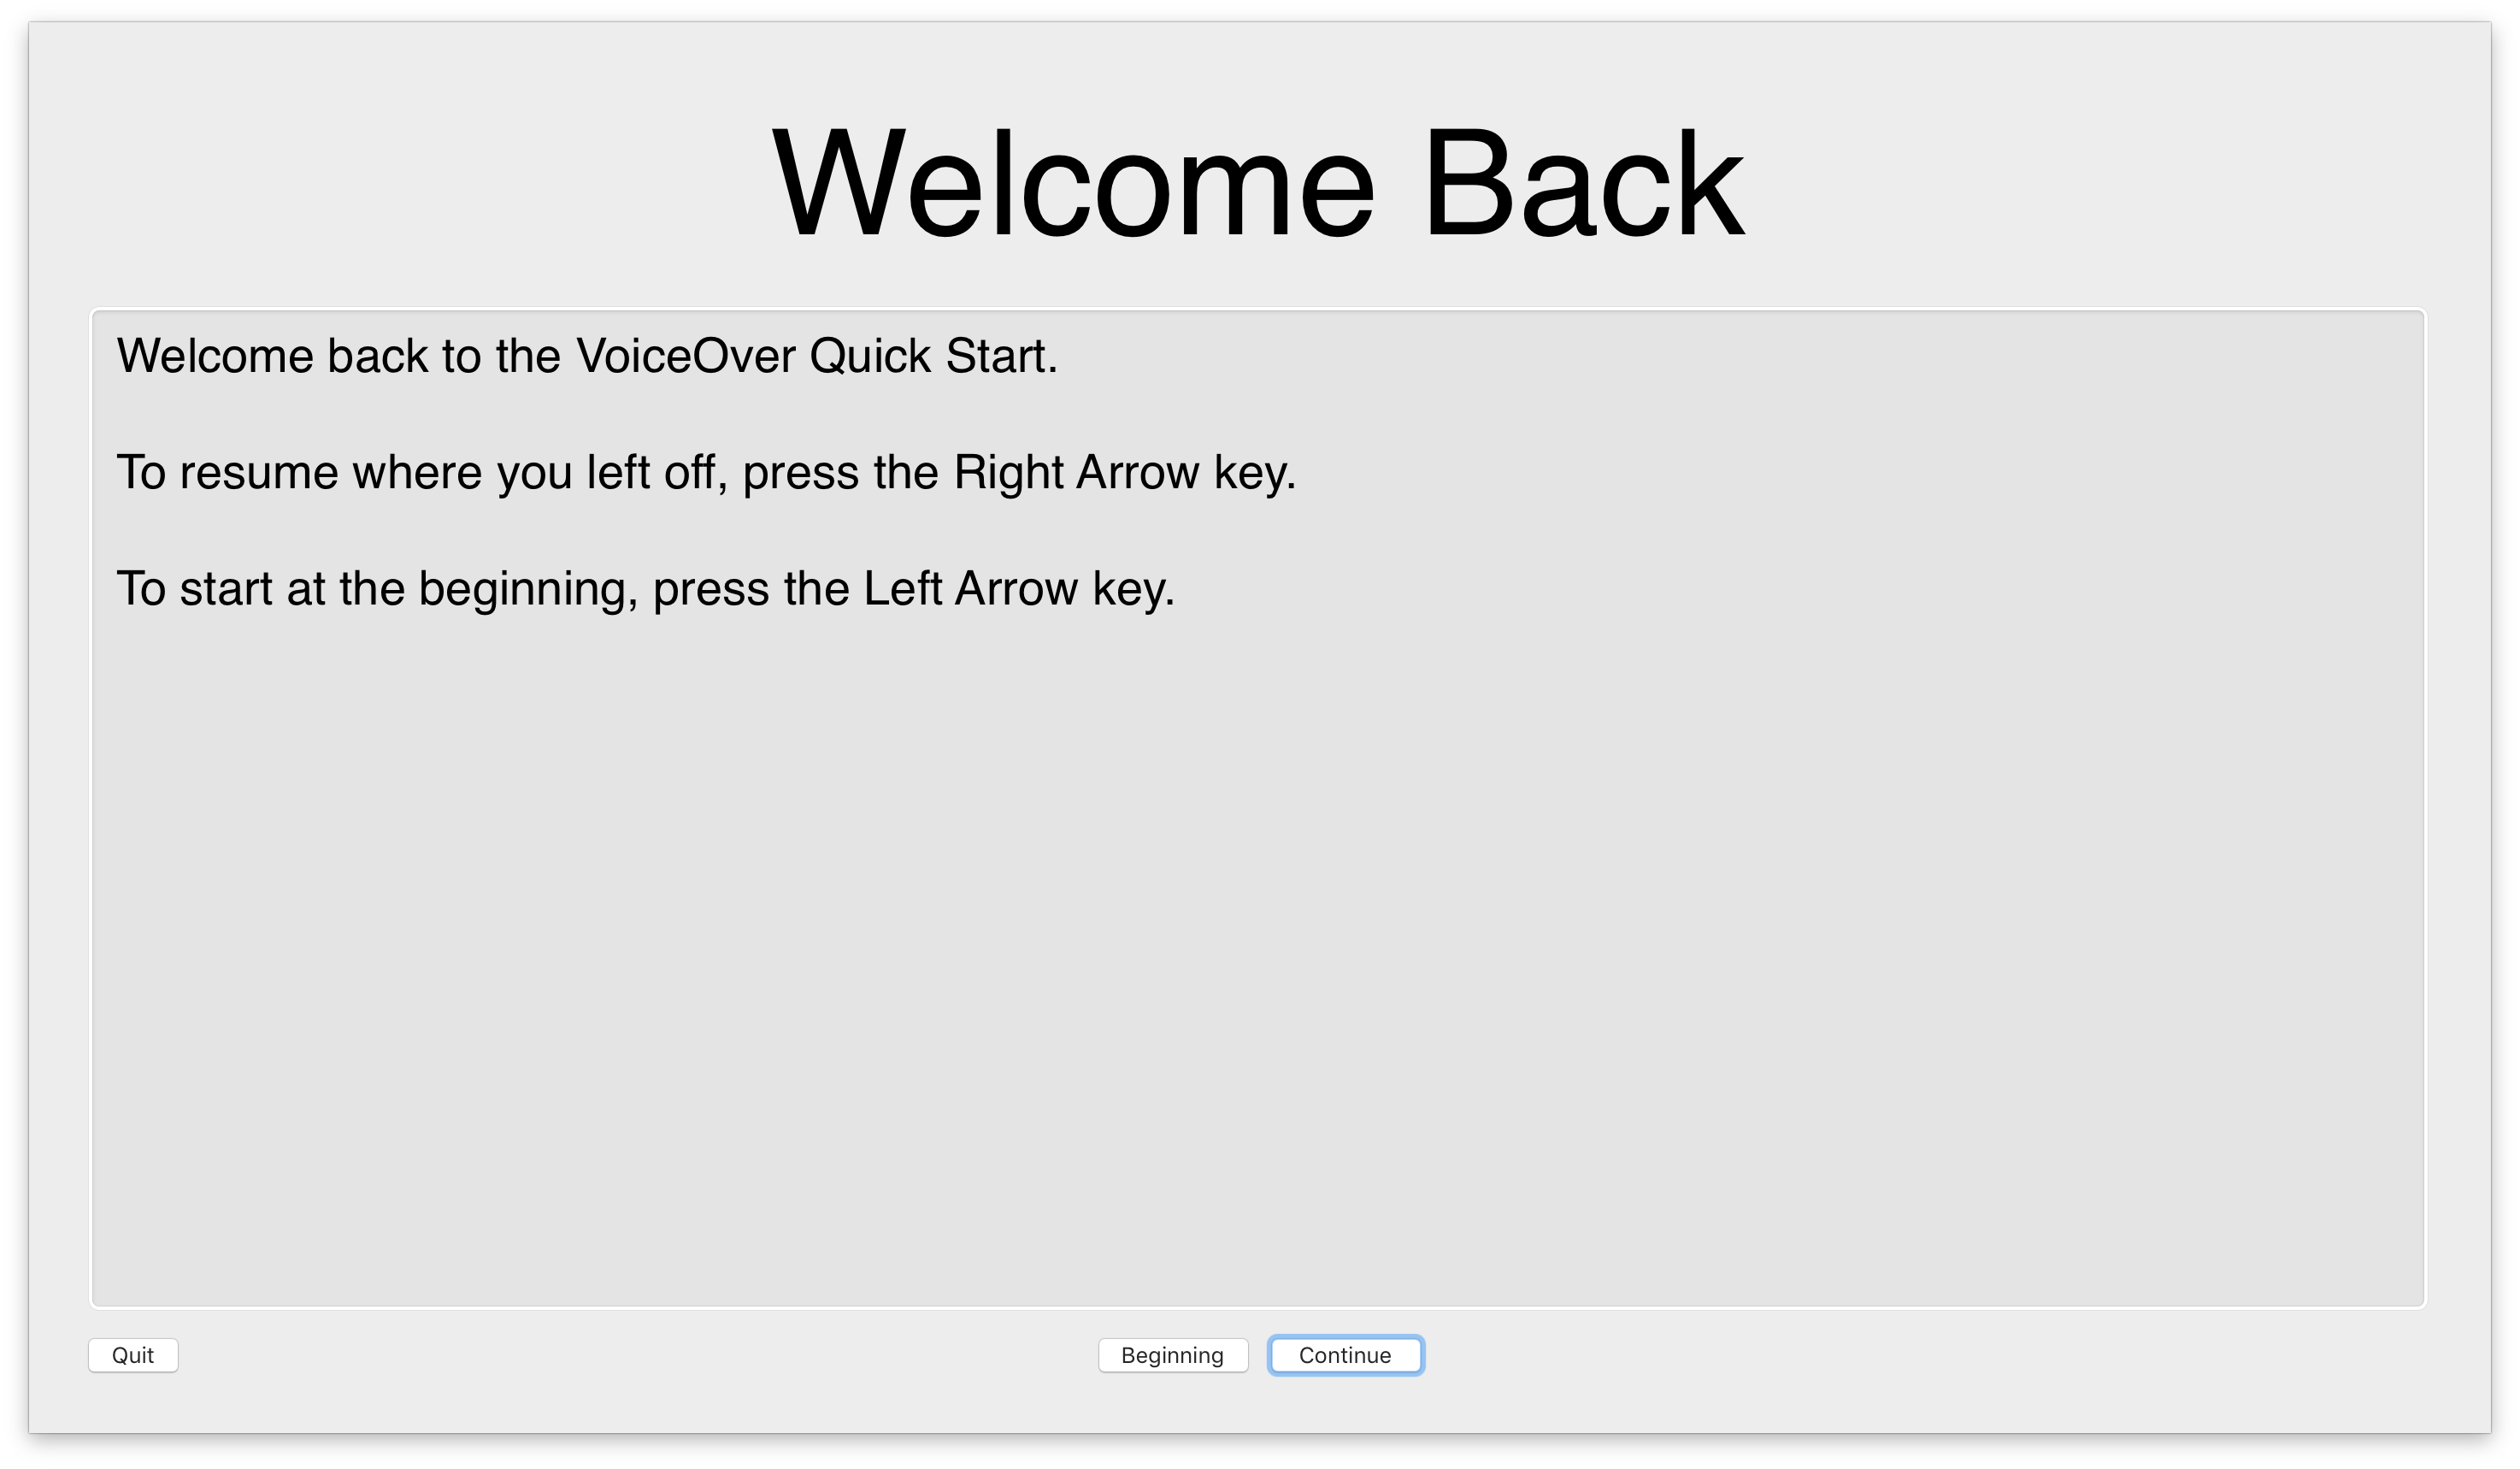 Welcome Back
Welcome back to the VoiceOver Quick Start.
To resume where you left off, press the Right Arrow key.
To start at the beginning, press the Left Arrow key.
Quit
Beginning
Continue